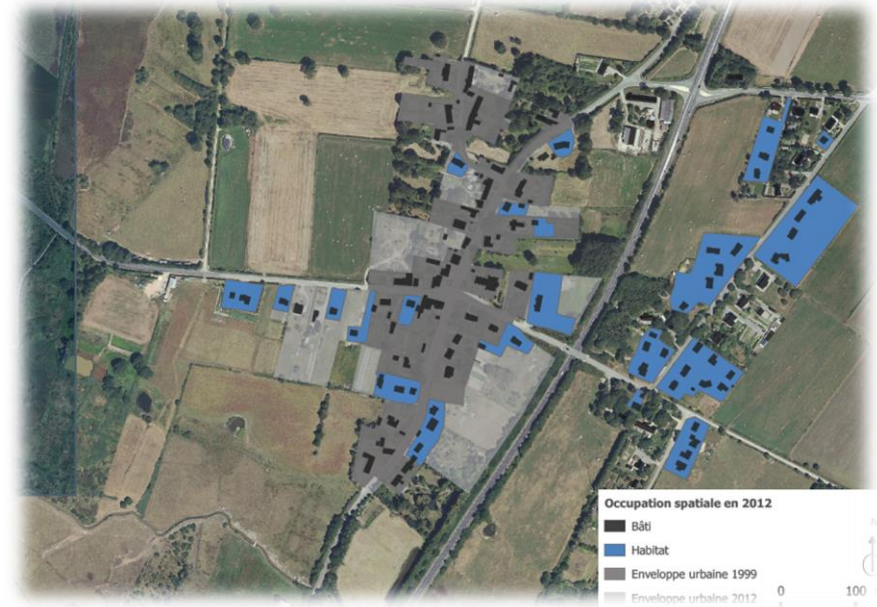 Occupation spatiale en 2012
Bâti
Habitat
Enveloppe urbaine 1999
Enveloppe urbaine 2012
0 100